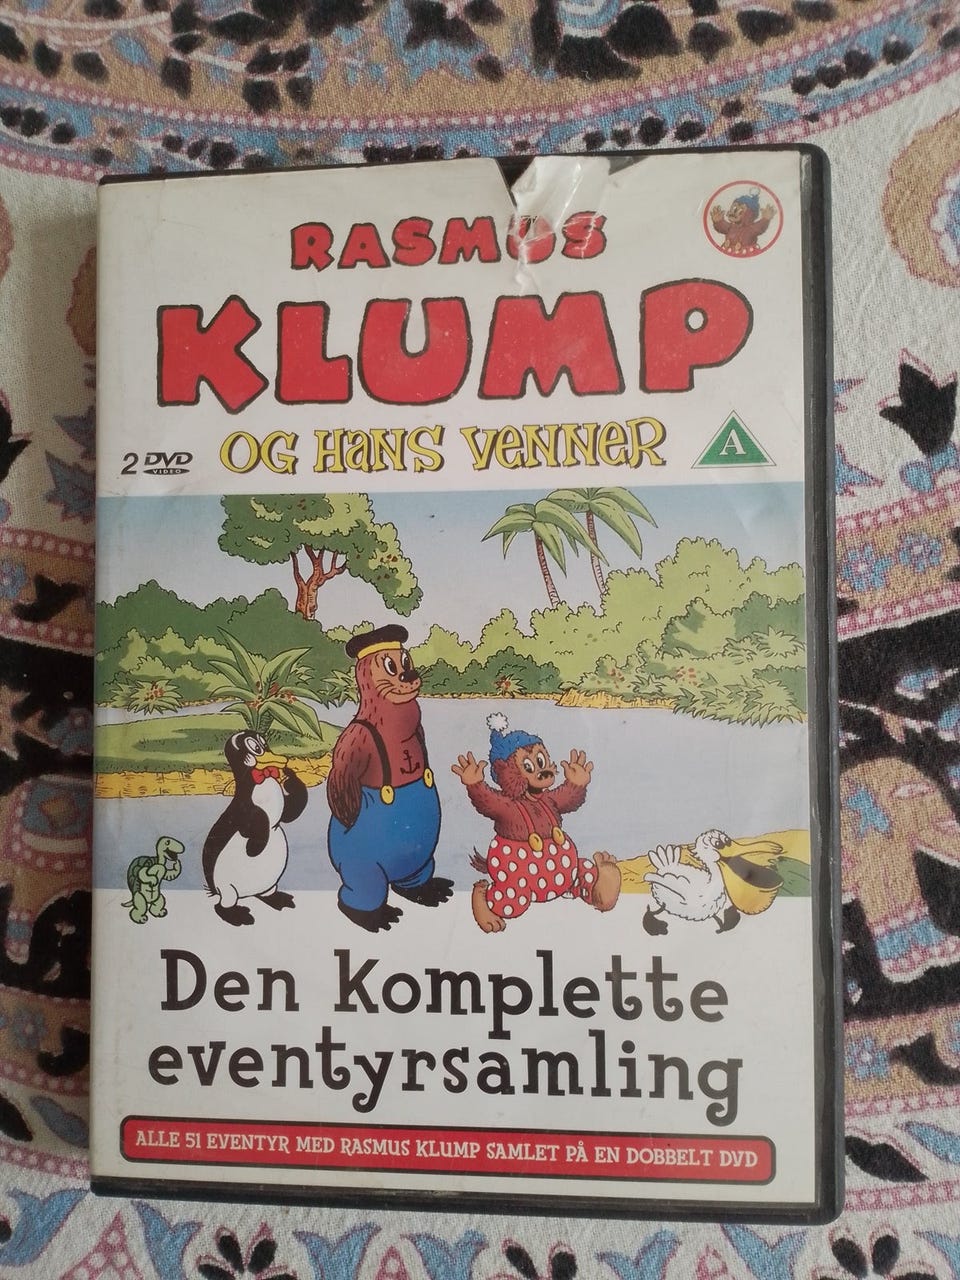 RASMUS
KLUMP
OG HANS VENNER
2 DVD
VIDEO
A
Den komplette
eventyrsamling
ALLE 51 EVENTYR MED RASMUS KLUMP SAMLET PÅ EN DOBBELT DVD